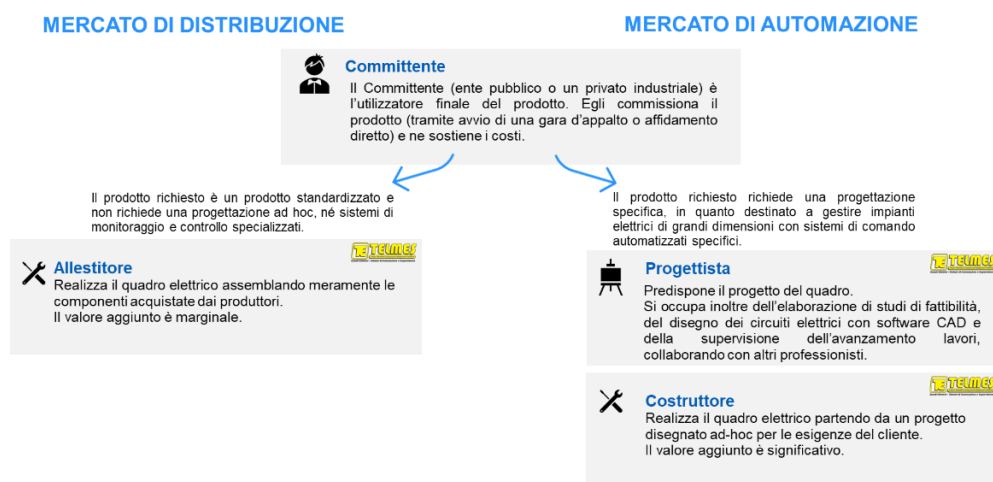 MERCATO DI DISTRIBUZIONE
MERCATO DI AUTOMAZIONE
Committente
Il Committente (ente pubblico o un privato industriale) è
l'utilizzatore finale del prodotto. Egli commissiona il
prodotto (tramite avvio di una gara d'appalto o affidamento
diretto) e ne sostiene i costi.
Il prodotto richiesto è un prodotto standardizzato e
non richiede una progettazione ad hoc, né sistemi di
monitoraggio e controllo specializzati.
TELMES
Allestitore
Realizza il quadro elettrico assemblando meramente le
componenti acquistate dai produttori.
Il valore aggiunto è marginale.
Il prodotto richiesto richiede una progettazione
specifica, in quanto destinato a gestire impianti
elettrici di grandi dimensioni con sistemi di comando
automatizzati specifici.
TELMES
Progettista
Predispone il progetto del quadro.
Si occupa inoltre dell'elaborazione di studi di fattibilità,
del disegno dei circuiti elettrici con software CAD e
della supervisione dell'avanzamento lavori,
collaborando con altri professionisti.
TELMES
Costruttore
Realizza il quadro elettrico partendo da un progetto
disegnato ad-hoc per le esigenze del cliente.
Il valore aggiunto è significativo.